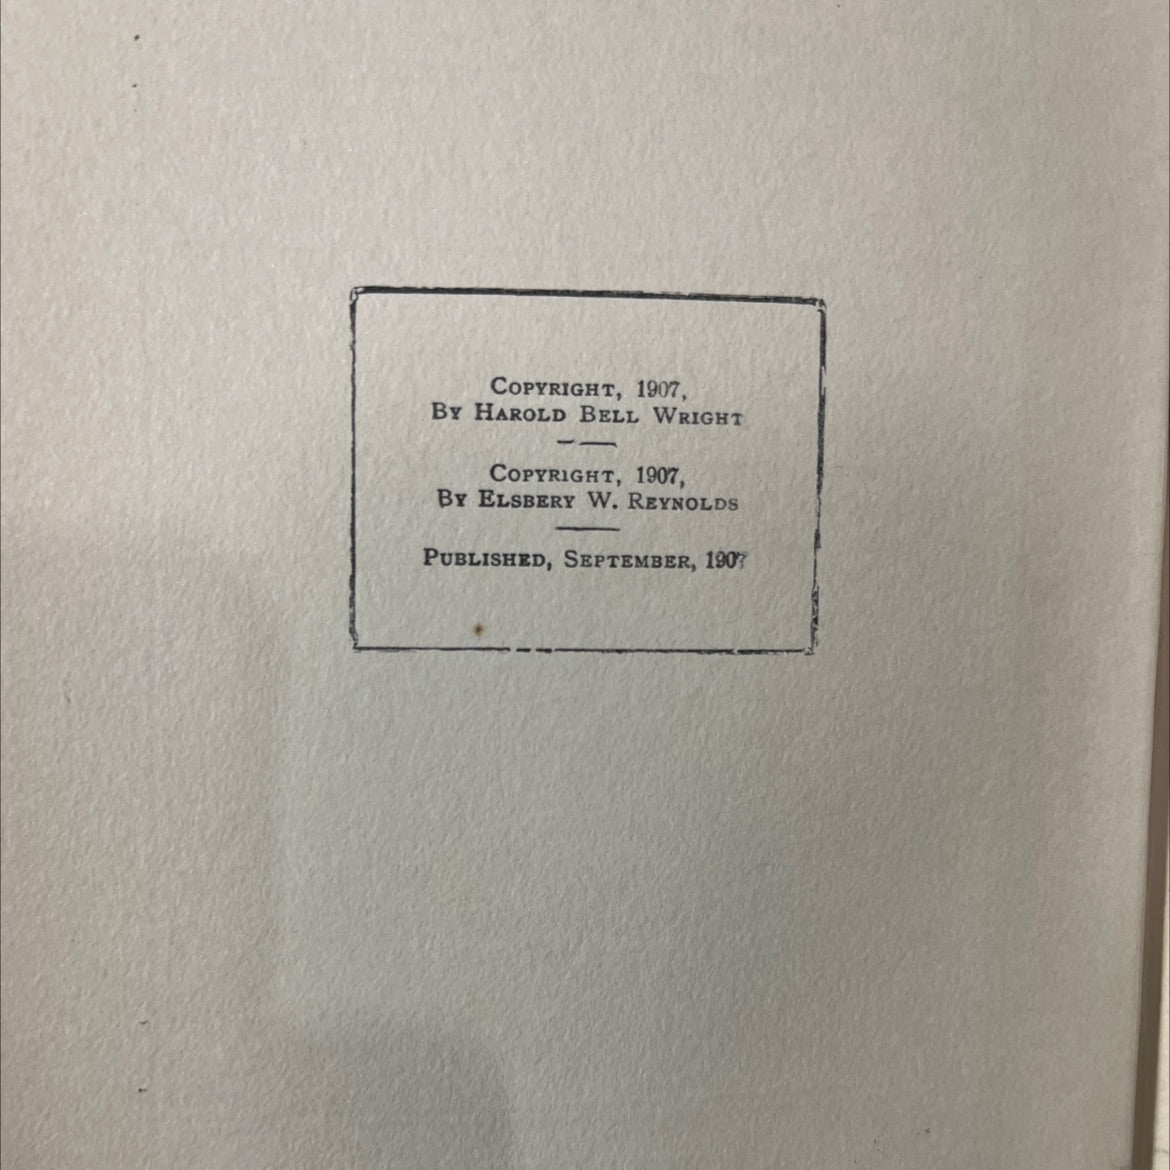 COPYRIGHT, 1907,
BY HAROLD BELL WRIGHT
COPYRIGHT, 1907,
BY ELSBERY W. REYNOLDS
PUBLISHED, SEPTEMBER, 1907